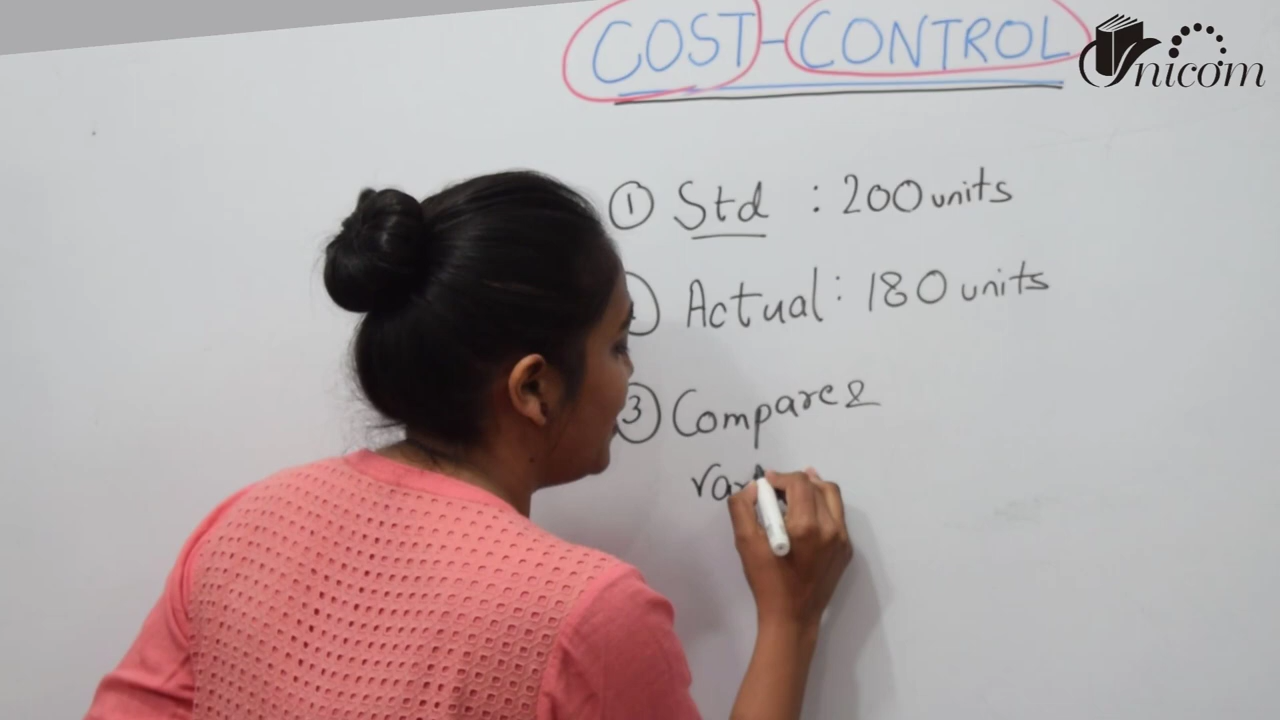 COST-CONTROL
Unicom
① Std : 200 units
Actual : 180 units
③ Compare &